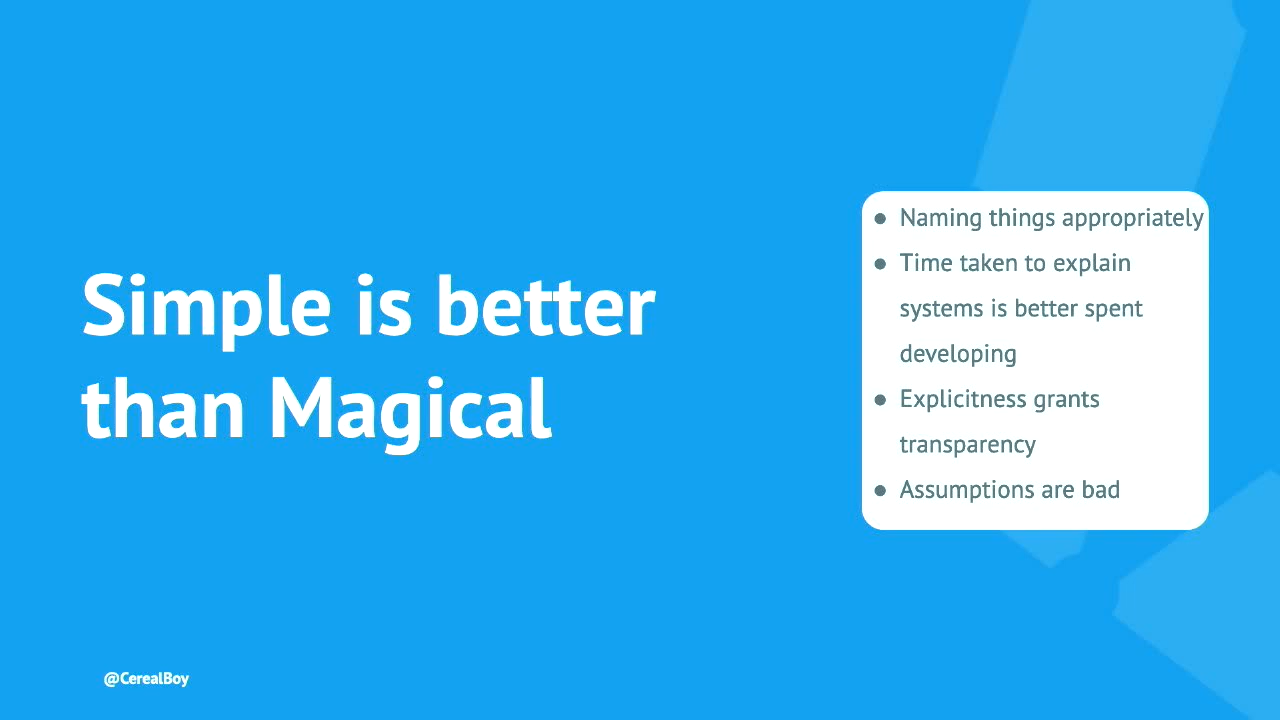 Simple is better
than Magical
● Naming things appropriately
● Time taken to explain
systems is better spent
developing
● Explicitness grants
transparency
● Assumptions are bad
@CerealBoy